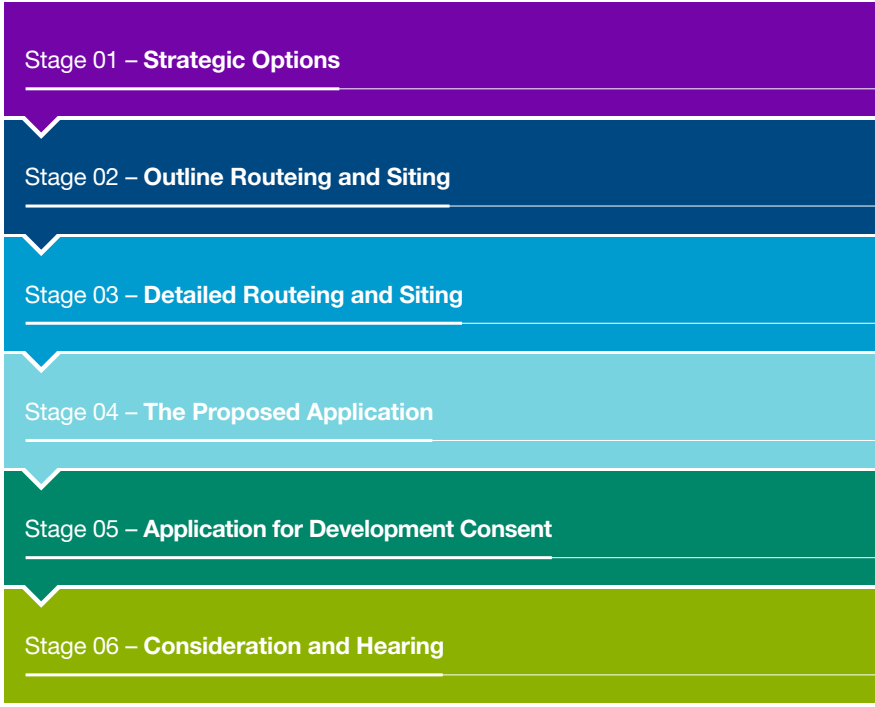 Stage 01 – Strategic Options
Stage 02 – Outline Routeing and Siting
Stage 03 – Detailed Routeing and Siting
Stage 04 – The Proposed Application
Stage 05 – Application for Development Consent
Stage 06 – Consideration and Hearing